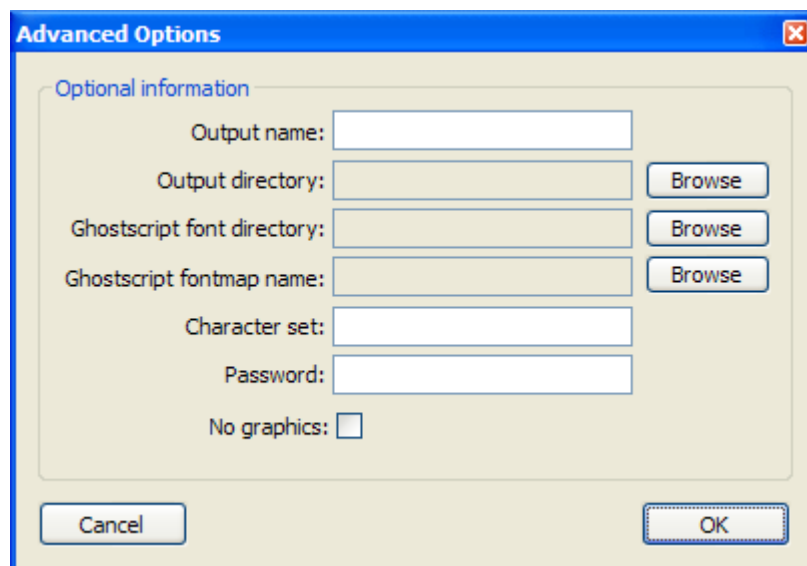 Advanced Options
Optional information
Output name:
Output directory: Browse
Ghostscript font directory: Browse
Ghostscript fontmap name: Browse
Character set:
Password:
No graphics:
Cancel OK